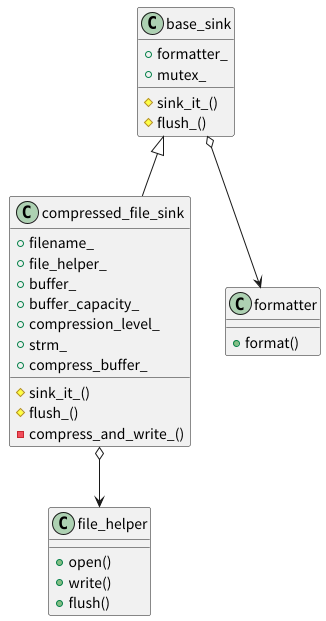 C base_sink
formatter_
mutex_
sink_it_()
flush_()
C compressed_file_sink
filename_
file_helper_
buffer_
buffer_capacity_
compression_level_
strm_
compress_buffer_
sink_it_()
flush_()
compress_and_write_()
C formatter
format()
C file_helper
open()
write()
flush()